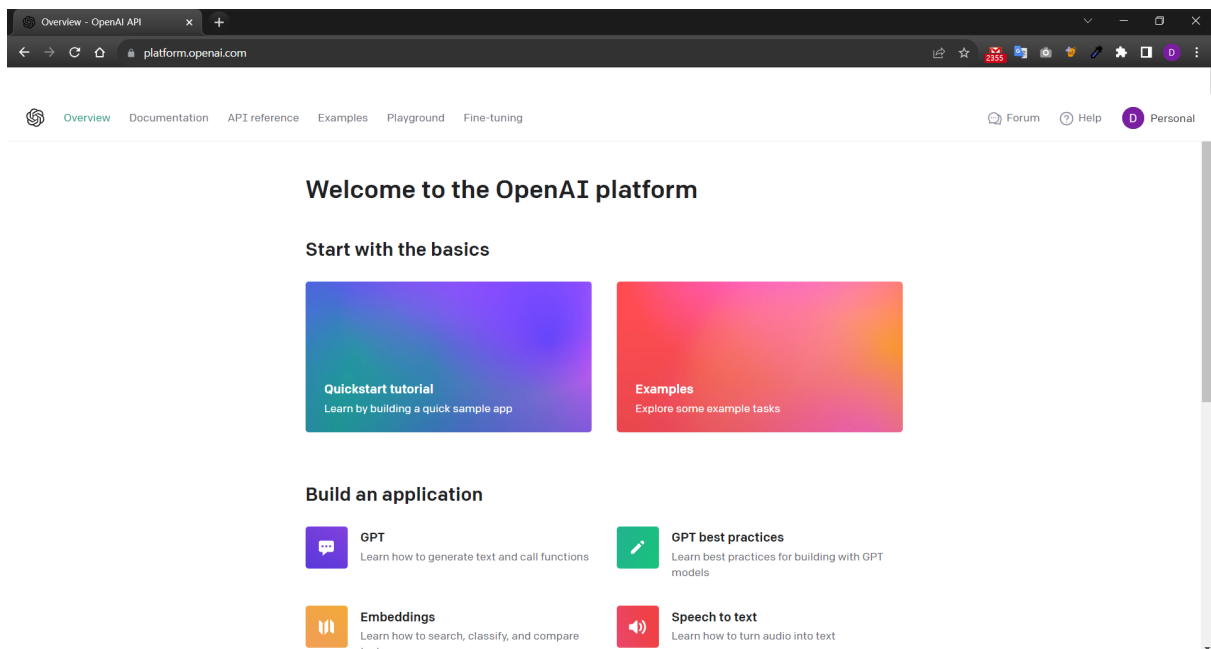 Overview - OpenAI API
platform.openai.com
2355
D
Overview Documentation API reference Examples Playground Fine-tuning
Forum Help D Personal
Welcome to the OpenAI platform
Start with the basics
Quickstart tutorial
Learn by building a quick sample app
Examples
Explore some example tasks
Build an application
GPT
Learn how to generate text and call functions
GPT best practices
Learn best practices for building with GPT
models
Embeddings
Learn how to search, classify, and compare
Speech to text
Learn how to turn audio into text